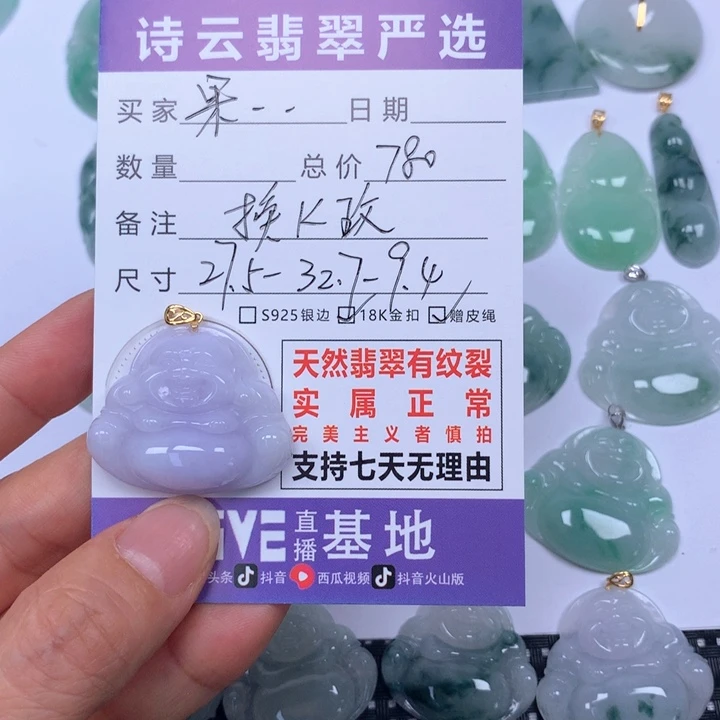 诗云翡翠严选
买家 果-- 日期
数量 总价 780
备注 换K玫
尺寸 27.5-32.7-9.4
S925银边 18K金扣 赠皮绳
天然翡翠有纹裂
实属正常
完美主义者慎拍
支持七天无理由
直播基地
头条 抖音 西瓜视频 抖音火山版